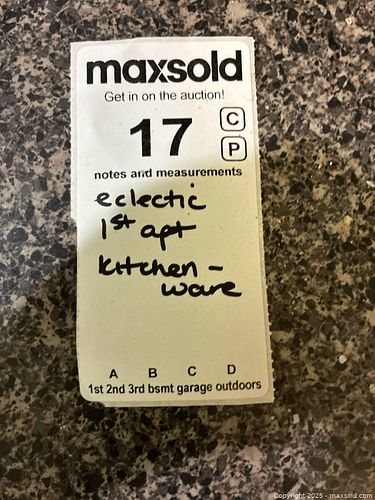 maxsold
Get in on the auction!
17
C
P
notes and measurements
eclectic
1st apt
kitchen -
ware
A B C D
1st 2nd 3rd bsmt garage outdoors
Copyright 2025 - maxsold.com